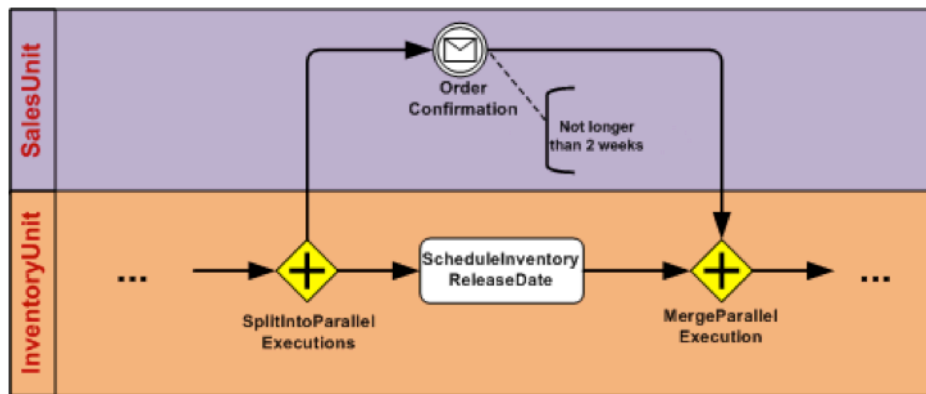 SalesUnit
Order
Confirmation
Not longer
than 2 weeks
InventoryUnit
...
SplitIntoParallel
Executions
ScheduleInventory
ReleaseDate
MergeParallel
Execution
...